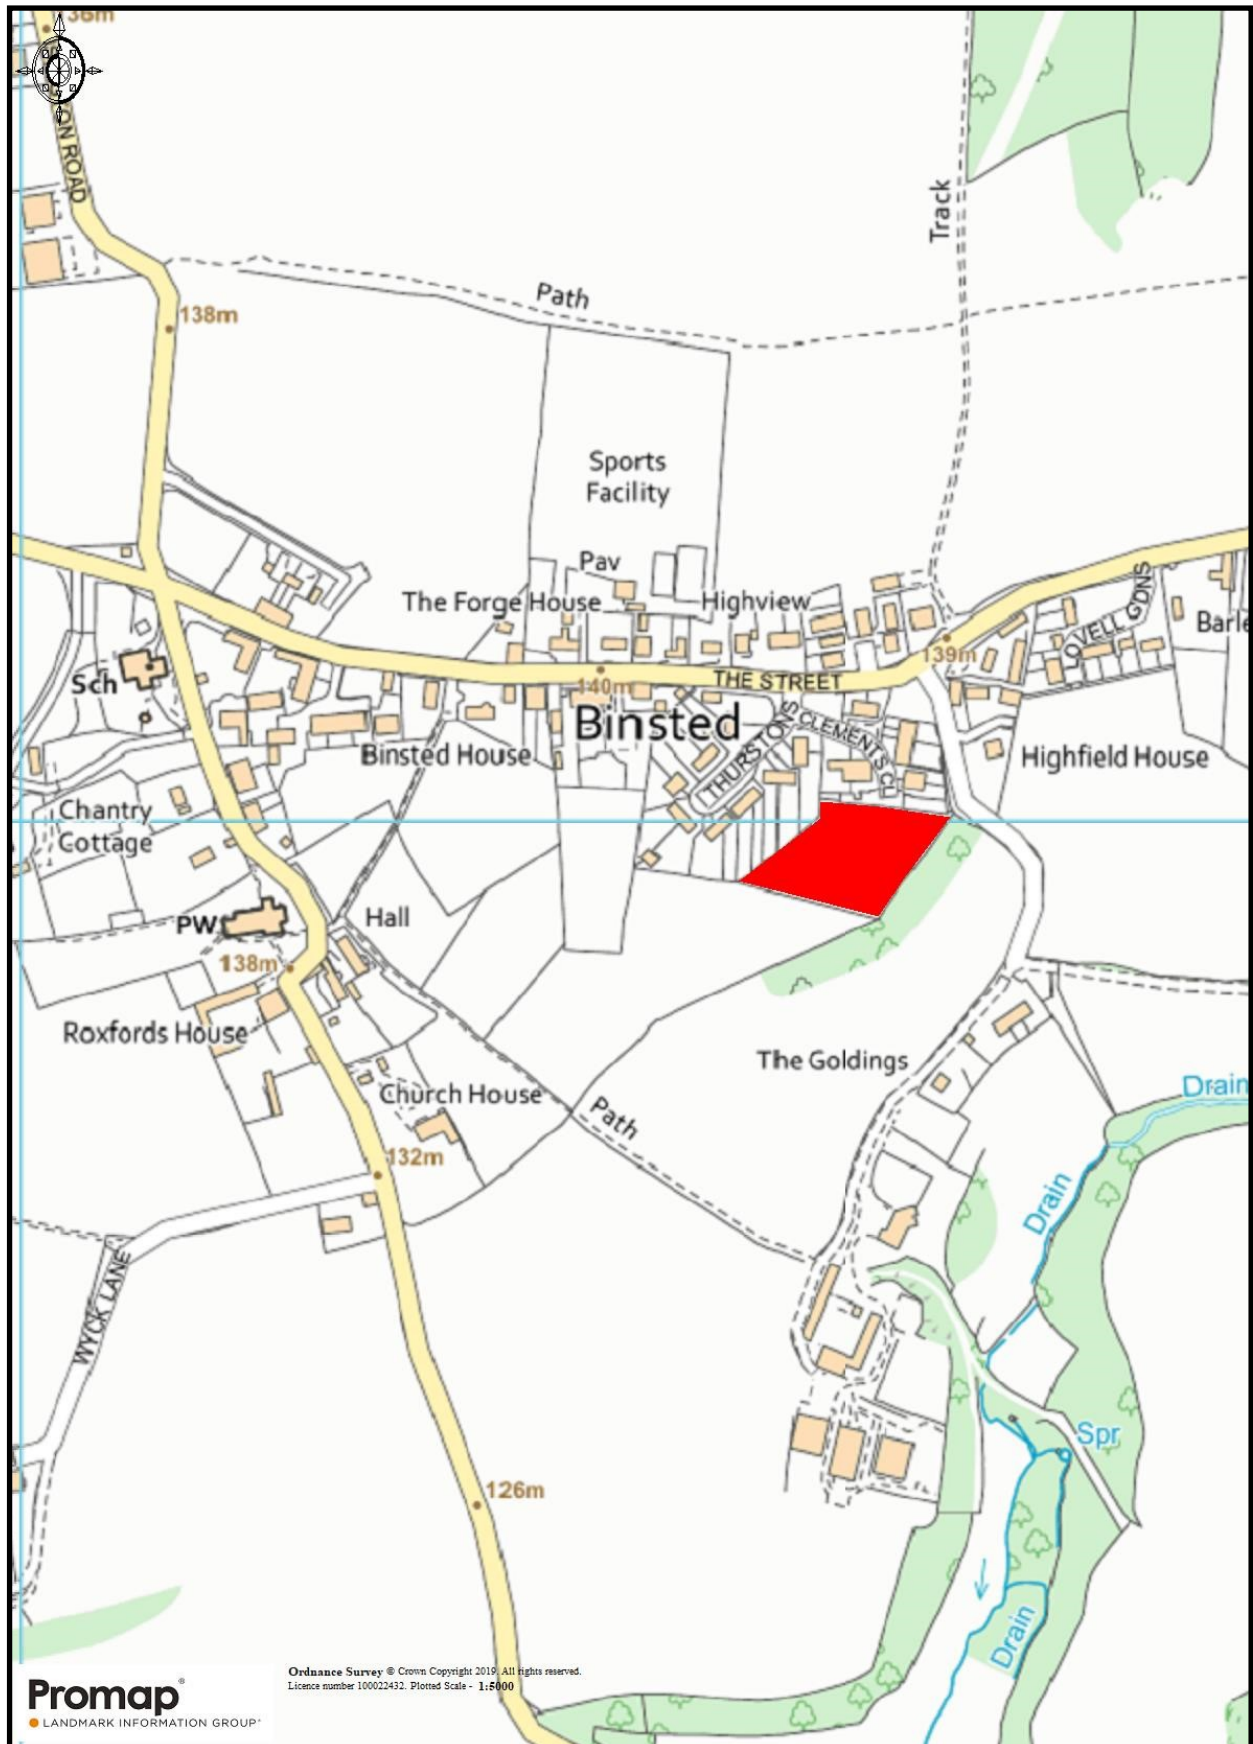 36m
ON ROAD
Track
Path
138m
Sports
Facility
Pav
The Forge House
Highview
LOVELL GDNS
Barle
139m
Sch
140m
THE STREET
Binsted
THURSTONS
CLEMENTS CL
Binsted House
Highfield House
Chantry
Cottage
PW
Hall
138m
Roxfords House
The Goldings
Church House
Path
Drain
132m
Drain
WYCK LANE
Spr
126m
Drain
Promap®
LANDMARK INFORMATION GROUP
Ordnance Survey © Crown Copyright 2019. All rights reserved.
Licence number 100022432. Plotted Scale - 1:5000